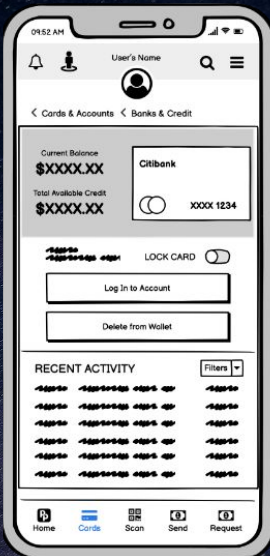 09:52 AM
User's Name
< Cards & Accounts < Banks & Credit
Current Balance
$XXXX.XX
Total Available Credit
$XXXX.XX
Citibank
XXXX 1234
LOCK CARD
Log In to Account
Delete from Wallet
RECENT ACTIVITY
Filters
Home
Cards
Scan
Send
Request